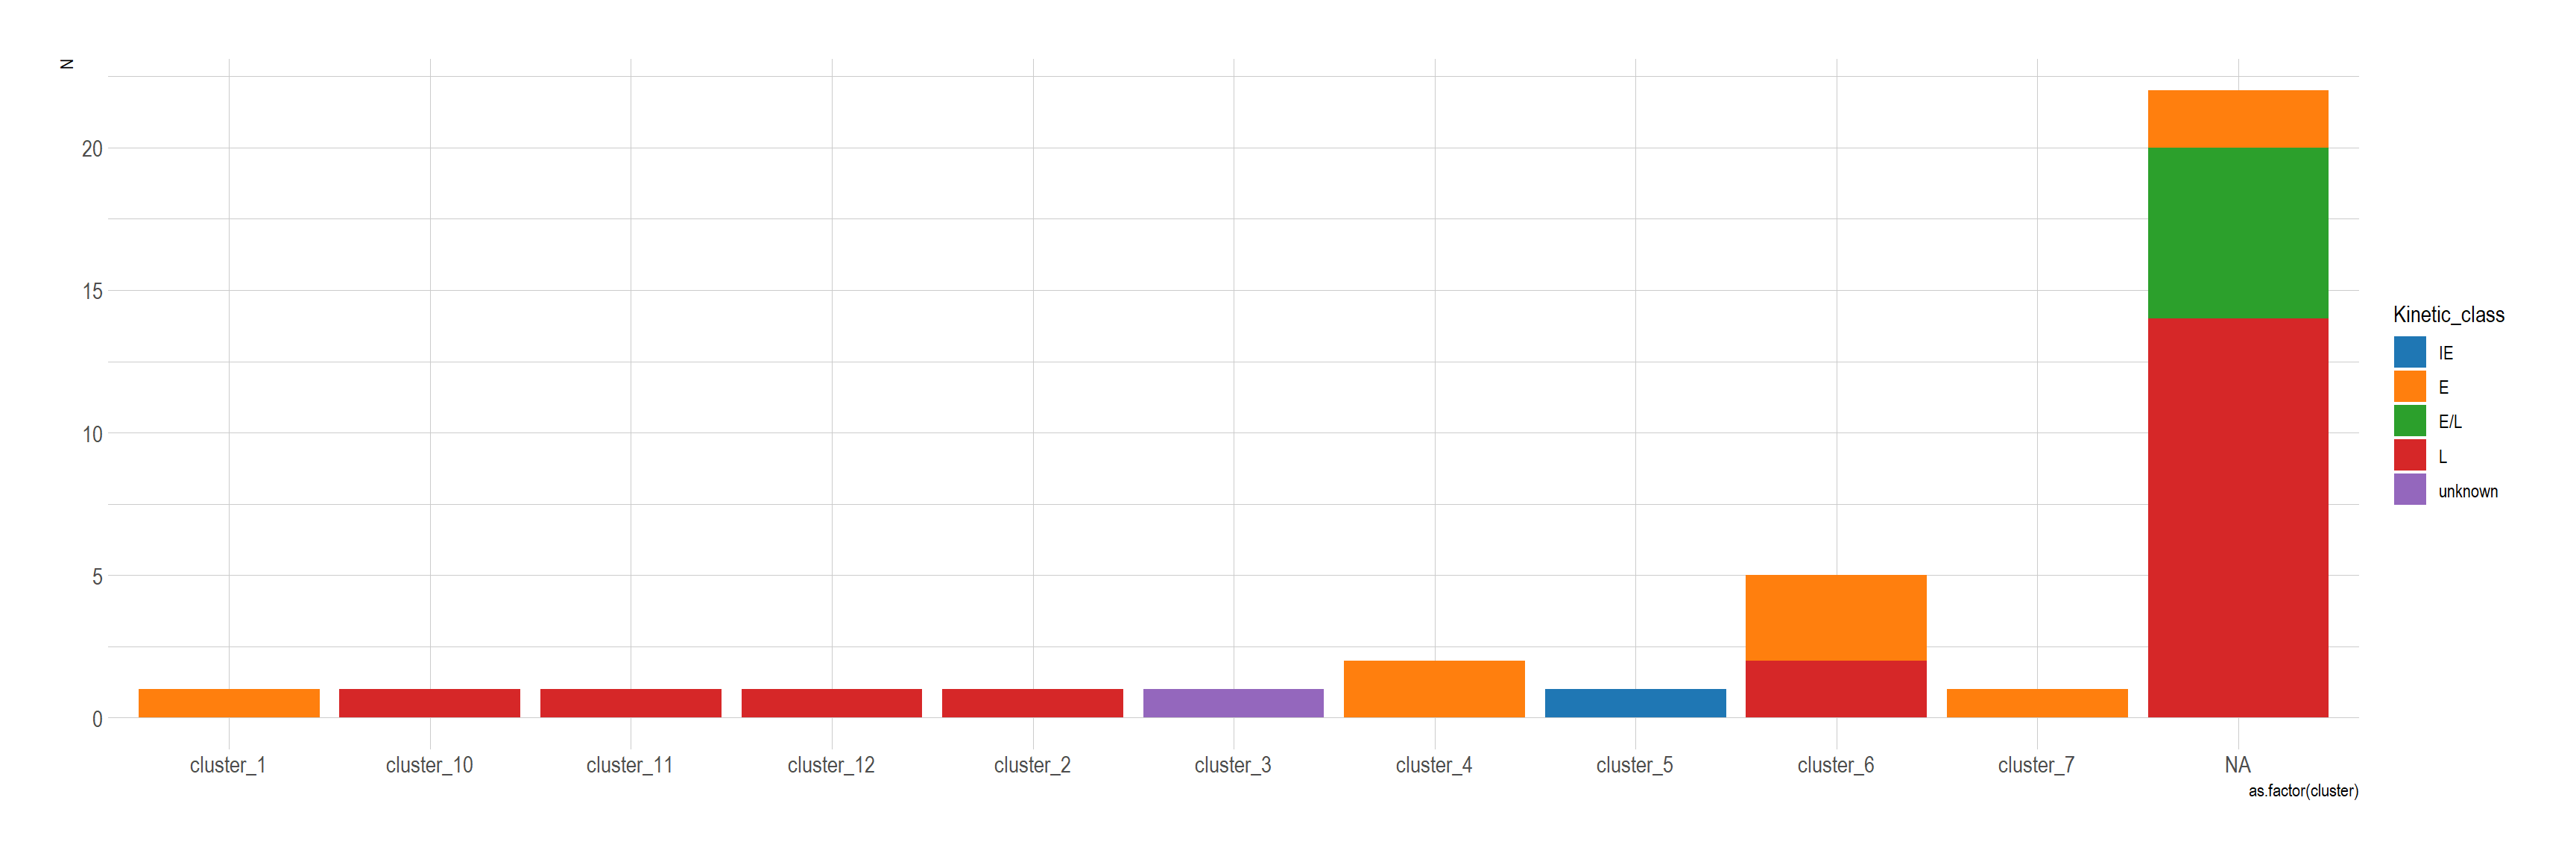 N
20
15
10
5
0
cluster_1 cluster_10 cluster_11 cluster_12 cluster_2 cluster_3 cluster_4 cluster_5 cluster_6 cluster_7 NA
as.factor(cluster)
Kinetic_class
IE
E
E/L
L
unknown